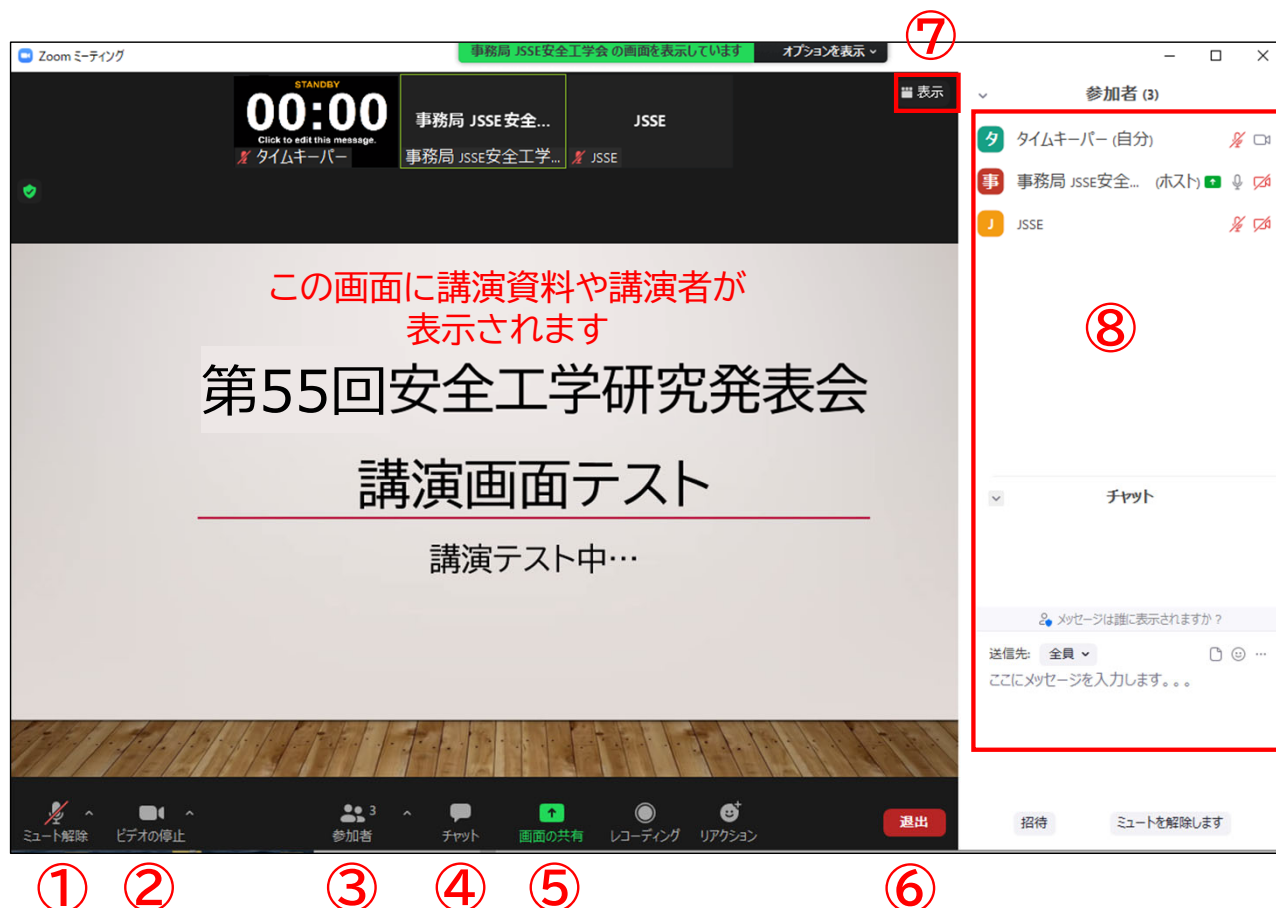 ⑦
Zoom ミーティング
事務局 JSSE安全工学会 の画面を表示しています
オプションを表示
STANDBY
00:00
Click to edit this message.
タイムキーパー
事務局 JSSE 安全...
事務局 JSSE安全工学...
JSSE
JSSE
表示
この画面に講演資料や講演者が
表示されます
第55回安全工学研究発表会
講演画面テスト
講演テスト中…
参加者 (3)
タ タイムキーパー (自分)
事 事務局 JSSE安全... (ホスト)
J JSSE
⑧
チャット
メッセージは誰に表示されますか？
送信先: 全員 ...
ここにメッセージを入力します。。。
招待 ミュートを解除します
ミュート解除
ビデオの停止
3
参加者
チャット
画面の共有
レコーディング
リアクション
退出
① ② ③ ④ ⑤ ⑥